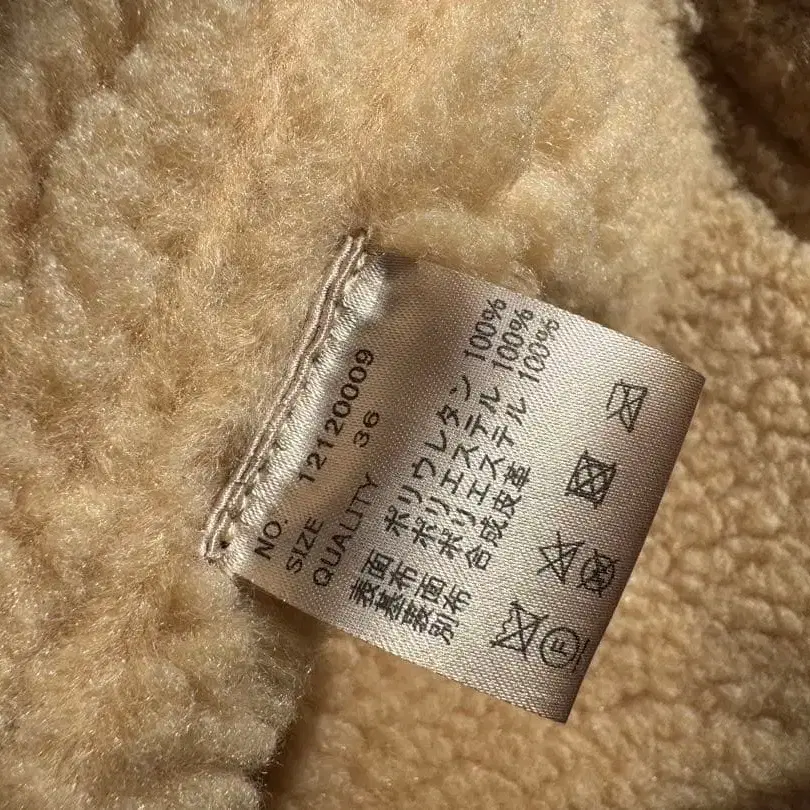 NO. 12120009
SIZE 36
QUALITY
表面 ポリウレタン 100%
基布 ポリエステル 100%
裏面 ポリエステル 100%
別布 合成皮革
F